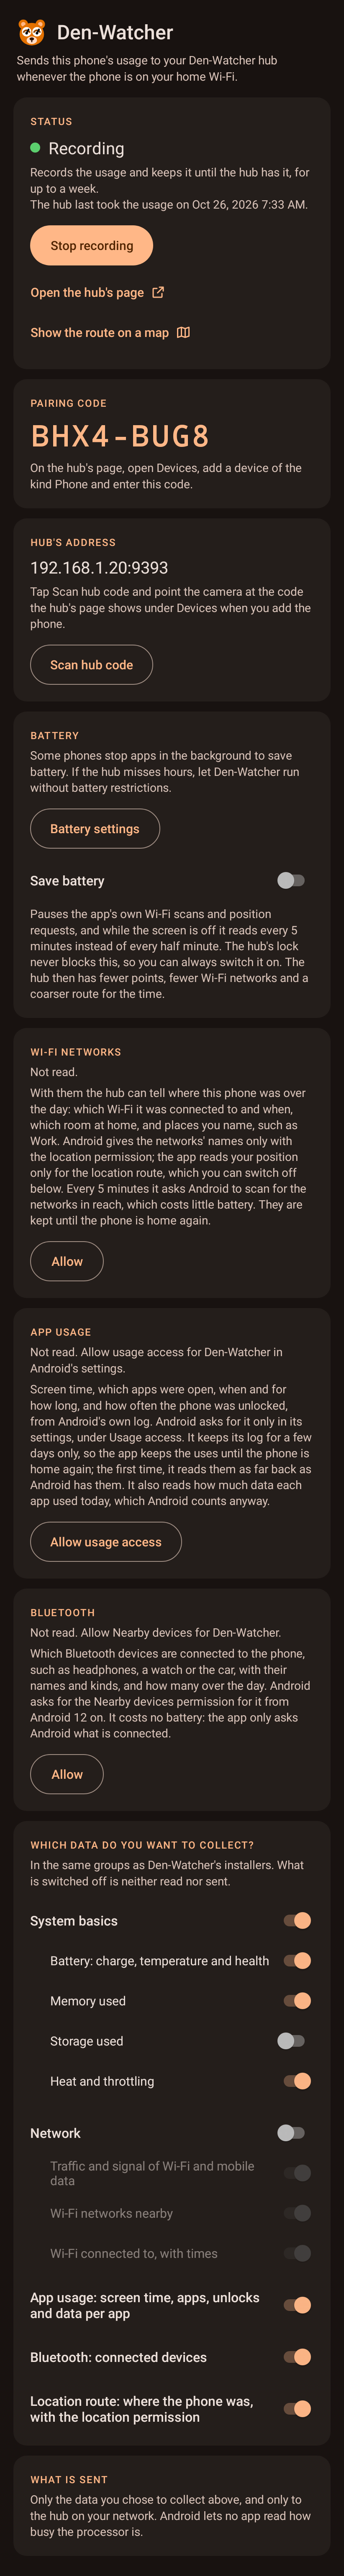 Den-Watcher
Sends this phone's usage to your Den-Watcher hub
whenever the phone is on your home Wi-Fi.
STATUS
Recording
Records the usage and keeps it until the hub has it, for
up to a week.
The hub last took the usage on Oct 26, 2026 7:33 AM.
Stop recording
Open the hub's page
Show the route on a map
PAIRING CODE
BHX4-BUG8
On the hub's page, open Devices, add a device of the
kind Phone and enter this code.
HUB'S ADDRESS
192.168.1.20:9393
Tap Scan hub code and point the camera at the code
the hub's page shows under Devices when you add the
phone.
Scan hub code
BATTERY
Some phones stop apps in the background to save
battery. If the hub misses hours, let Den-Watcher run
without battery restrictions.
Battery settings
Save battery
Pauses the app's own Wi-Fi scans and position
requests, and while the screen is off it reads every 5
minutes instead of every half minute. The hub's lock
never blocks this, so you can always switch it on. The
hub then has fewer points, fewer Wi-Fi networks and a
coarser route for the time.
WI-FI NETWORKS
Not read.
With them the hub can tell where this phone was over
the day: which Wi-Fi it was connected to and when,
which room at home, and places you name, such as
Work. Android gives the networks' names only with
the location permission; the app reads your position
only for the location route, which you can switch off
below. Every 5 minutes it asks Android to scan for the
networks in reach, which costs little battery. They are
kept until the phone is home again.
Allow
APP USAGE
Not read. Allow usage access for Den-Watcher in
Android's settings.
Screen time, which apps were open, when and for
how long, and how often the phone was unlocked,
from Android's own log. Android asks for it only in its
settings, under Usage access. It keeps its log for a few
days only, so the app keeps the uses until the phone is
home again; the first time, it reads them as far back as
Android has them. It also reads how much data each
app used today, which Android counts anyway.
Allow usage access
BLUETOOTH
Not read. Allow Nearby devices for Den-Watcher.
Which Bluetooth devices are connected to the phone,
such as headphones, a watch or the car, with their
names and kinds, and how many over the day. Android
asks for the Nearby devices permission for it from
Android 12 on. It costs no battery: the app only asks
Android what is connected.
Allow
WHICH DATA DO YOU WANT TO COLLECT?
In the same groups as Den-Watcher's installers. What
is switched off is neither read nor sent.
System basics
Battery: charge, temperature and health
Memory used
Storage used
Heat and throttling
Network
Traffic and signal of Wi-Fi and mobile
data
Wi-Fi networks nearby
Wi-Fi connected to, with times
App usage: screen time, apps, unlocks
and data per app
Bluetooth: connected devices
Location route: where the phone was,
with the location permission
WHAT IS SENT
Only the data you chose to collect above, and only to
the hub on your network. Android lets no app read how
busy the processor is.